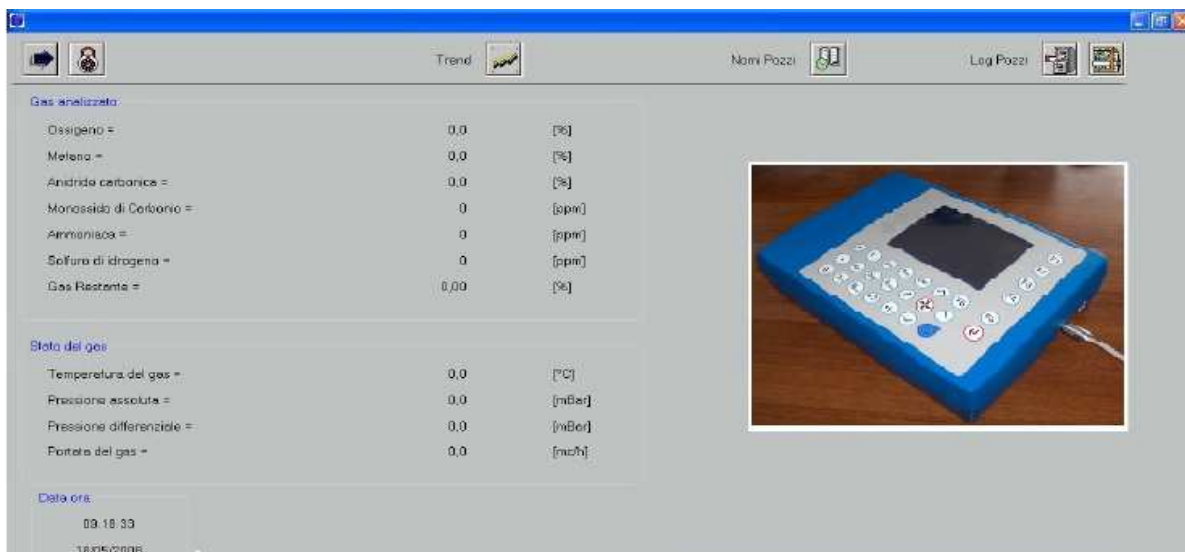 Trend Nomi Pozzi Log Pozzi
Gas analizzato
Ossigeno = 0,0 [%]
Metano = 0,0 [%]
Anidride carbonica = 0,0 [%]
Monossido di Carbonio = 0 [ppm]
Ammoniaca = 0 [ppm]
Solfuro di idrogeno = 0 [ppm]
Gas Restante = 0,00 [%]
Stato del gas
Temperatura del gas = 0,0 [°C]
Pressione assoluta = 0,0 [mBar]
Pressione differenziale = 0,0 [mBar]
Portata del gas = 0,0 [mc/h]
Data ora